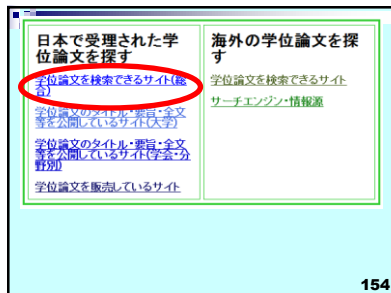 日本で受理された学
位論文を探す
学位論文を検索できるサイト(総
合)
学位論文のタイトル・要旨・全文
等を公開しているサイト(大学)
学位論文のタイトル・要旨・全文
等を公開しているサイト(学会・分
野別)
学位論文を販売しているサイト
海外の学位論文を探
す
学位論文を検索できるサイト
サーチエンジン・情報源
154